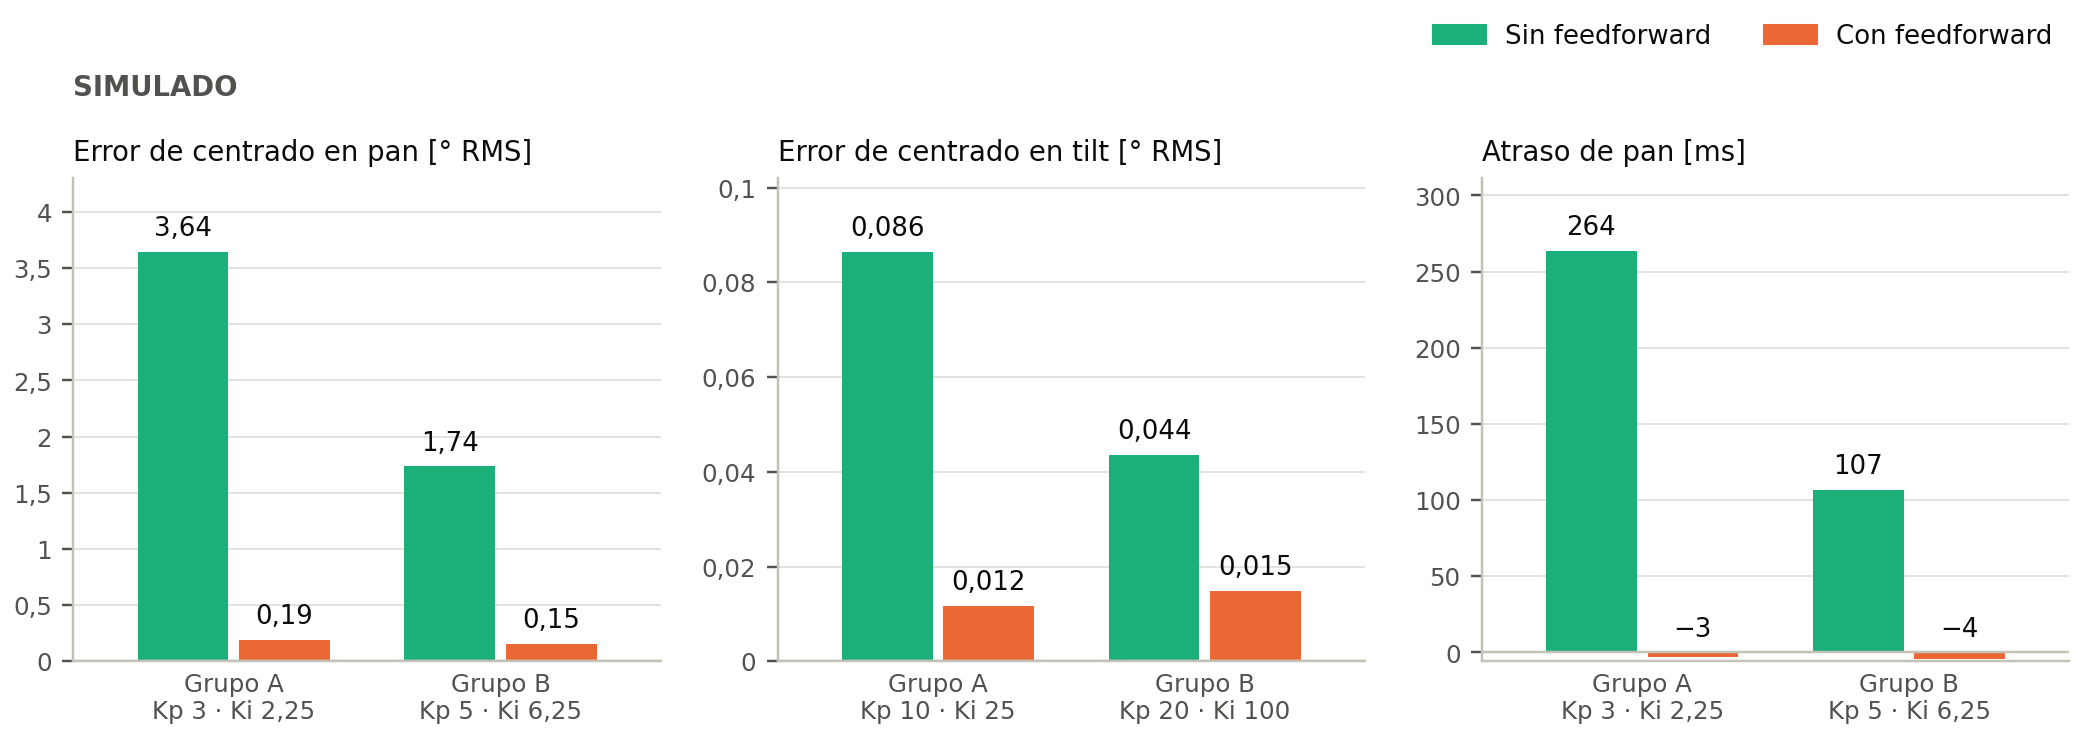 Sin feedforward
Con feedforward
SIMULADO
Error de centrado en pan [° RMS]
4
3,5
3
2,5
2
1,5
1
0,5
0
3,64
0,19
1,74
0,15
Grupo A
Kp 3 · Ki 2,25
Grupo B
Kp 5 · Ki 6,25
Error de centrado en tilt [° RMS]
0,1
0,08
0,06
0,04
0,02
0
0,086
0,012
0,044
0,015
Grupo A
Kp 10 · Ki 25
Grupo B
Kp 20 · Ki 100
Atraso de pan [ms]
300
250
200
150
100
50
0
264
−3
107
−4
Grupo A
Kp 3 · Ki 2,25
Grupo B
Kp 5 · Ki 6,25